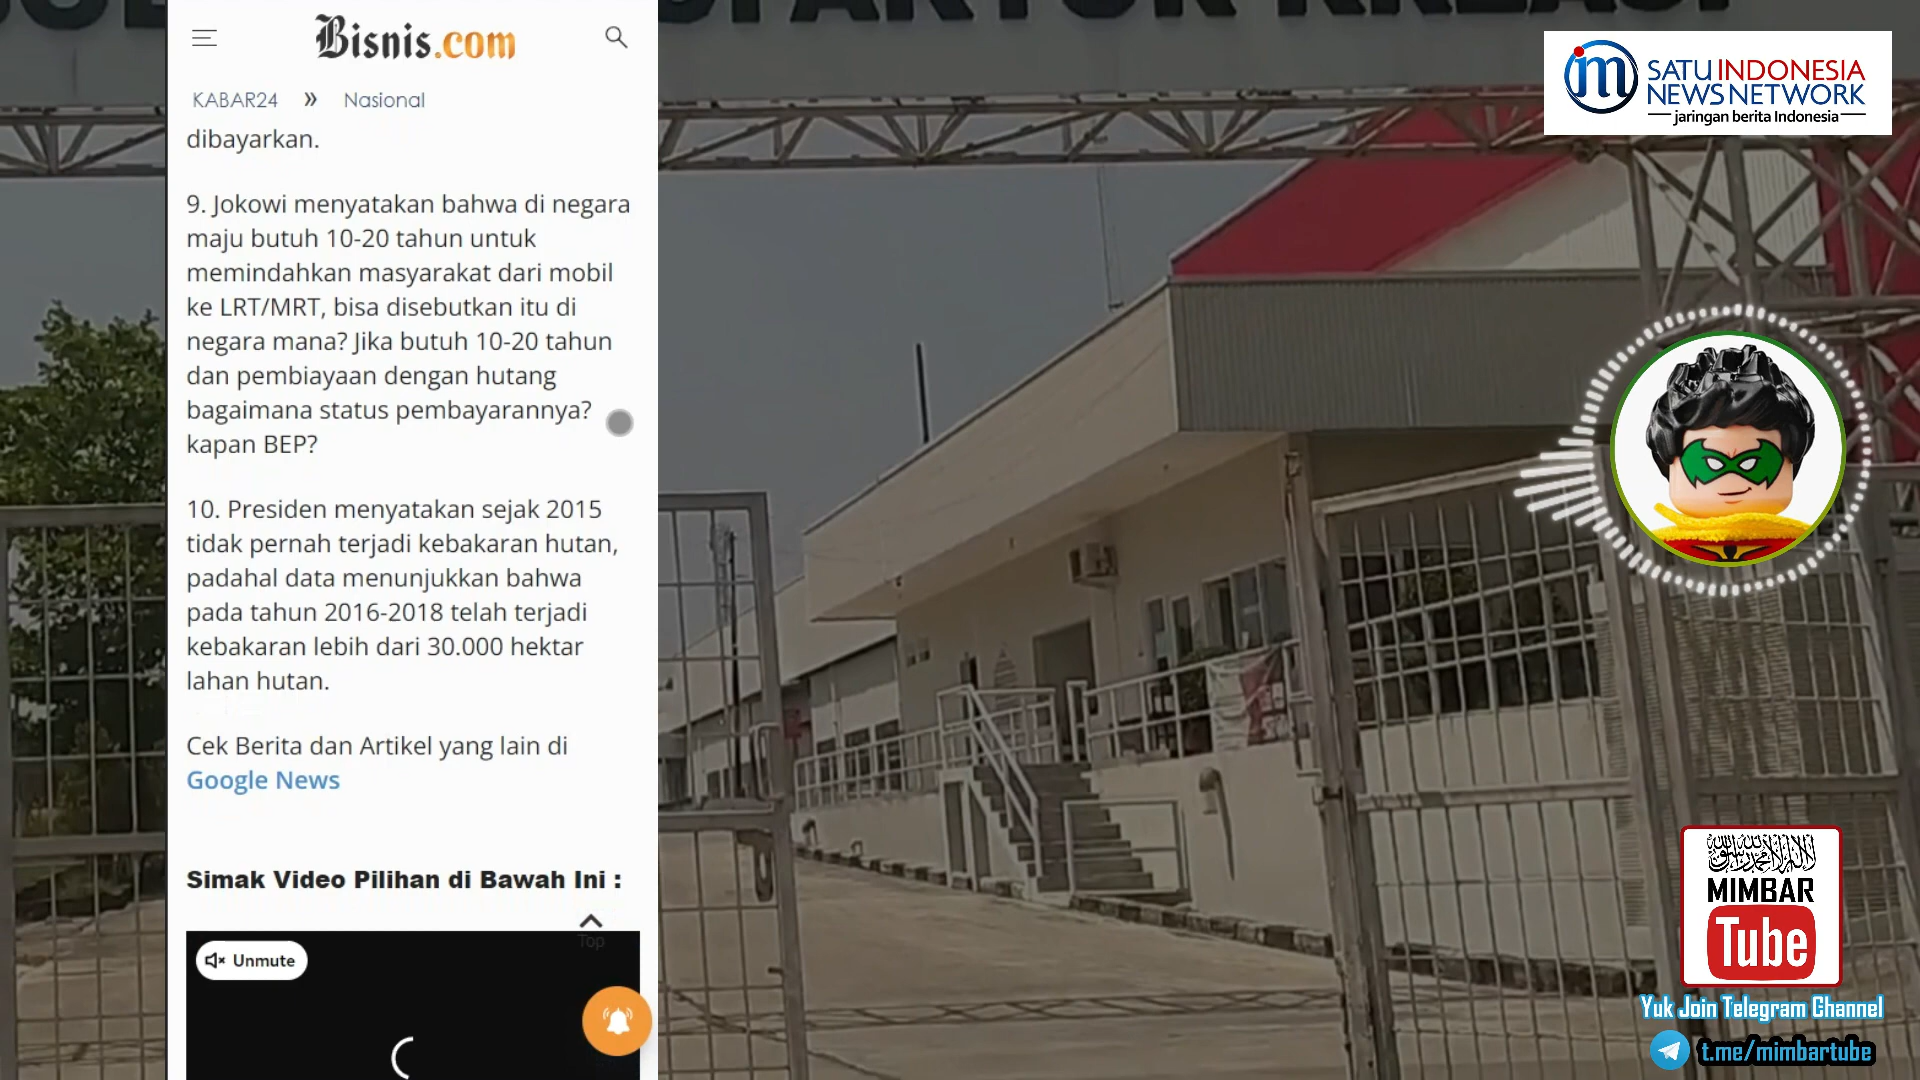 Bisnis.com
KABAR24 » Nasional
dibayarkan.
9. Jokowi menyatakan bahwa di negara
maju butuh 10-20 tahun untuk
memindahkan masyarakat dari mobil
ke LRT/MRT, bisa disebutkan itu di
negara mana? Jika butuh 10-20 tahun
dan pembiayaan dengan hutang
bagaimana status pembayarannya?
kapan BEP?
10. Presiden menyatakan sejak 2015
tidak pernah terjadi kebakaran hutan,
padahal data menunjukkan bahwa
pada tahun 2016-2018 telah terjadi
kebakaran lebih dari 30.000 hektar
lahan hutan.
Cek Berita dan Artikel yang lain di
Google News
Simak Video Pilihan di Bawah Ini :
Top
Unmute
SATU INDONESIA
NEWS NETWORK
jaringan berita Indonesia
MIMBAR
Tube
Yuk Join Telegram Channel
t.me/mimbartube